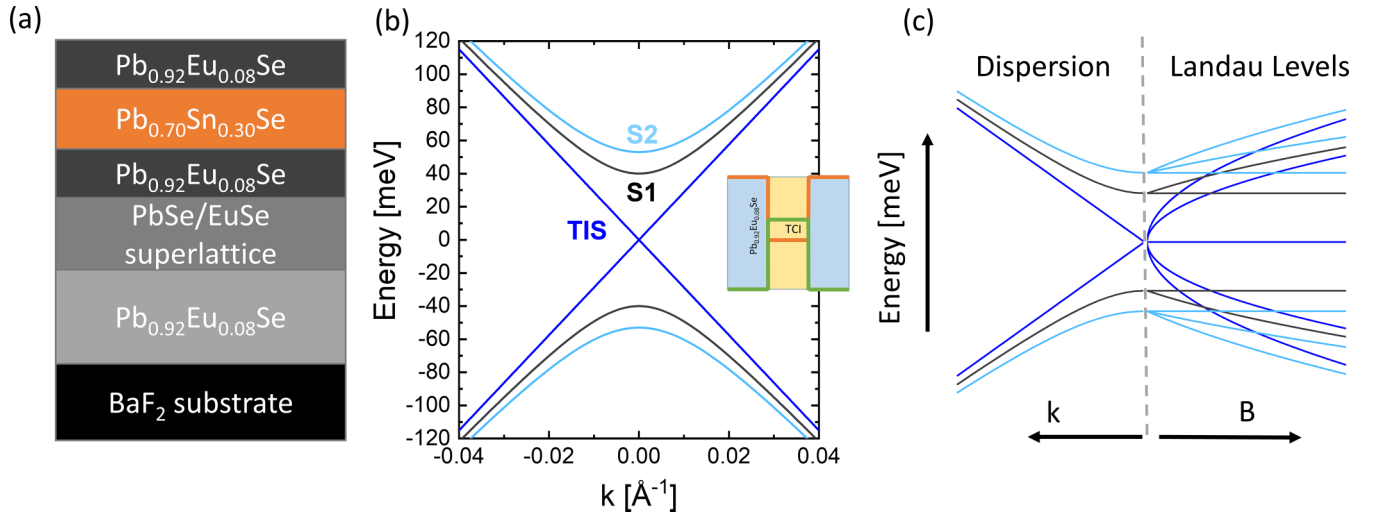 (a)
Pb0.92Eu0.08Se
Pb0.70Sn0.30Se
Pb0.92Eu0.08Se
PbSe/EuSe
superlattice
Pb0.92Eu0.08Se
BaF2 substrate
(b)
Energy [meV]
120
100
80
60
40
20
0
-20
-40
-60
-80
-100
-120
-0.04
-0.02
0.00
0.02
0.04
k [Å-1]
S2
S1
TIS
Pb0.92Eu0.08Se
TCI
(c)
Dispersion
Landau Levels
Energy [meV]
k
B